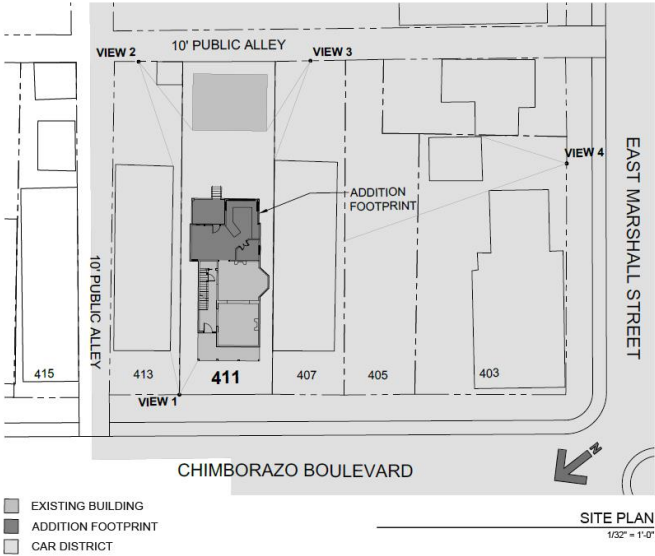 10' PUBLIC ALLEY
VIEW 2
VIEW 3
VIEW 4
ADDITION
FOOTPRINT
EAST MARSHALL STREET
10' PUBLIC ALLEY
415
413
411
407
405
403
VIEW 1
CHIMBORAZO BOULEVARD
N
EXISTING BUILDING
ADDITION FOOTPRINT
CAR DISTRICT
SITE PLAN
1/32" = 1'-0"